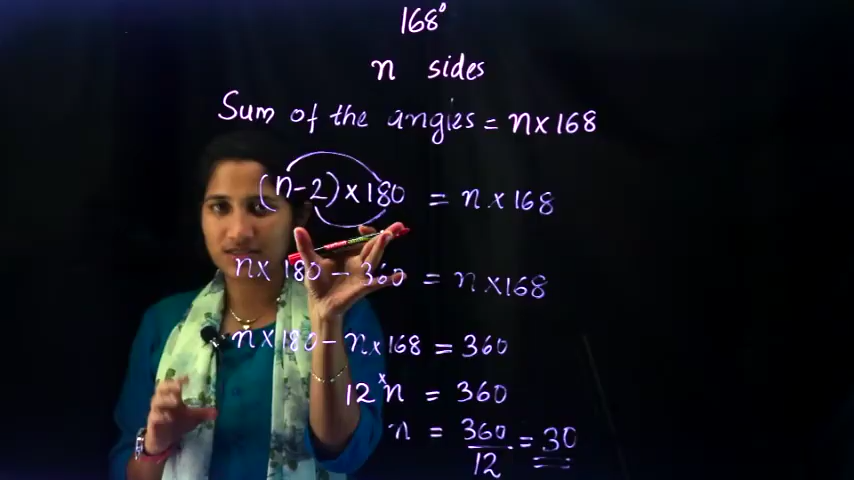 168°
n sides
Sum of the angles = n×168
(n-2)×180 = n×168
n×180 - 360 = n×168
n×180 - n×168 = 360
12×n = 360
n = 360/12 = 30